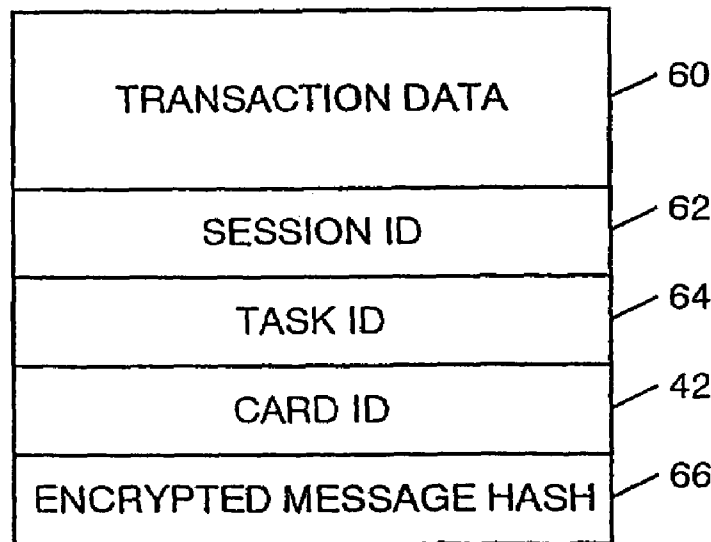 TRANSACTION DATA 60
SESSION ID 62
TASK ID 64
CARD ID 42
ENCRYPTED MESSAGE HASH 66